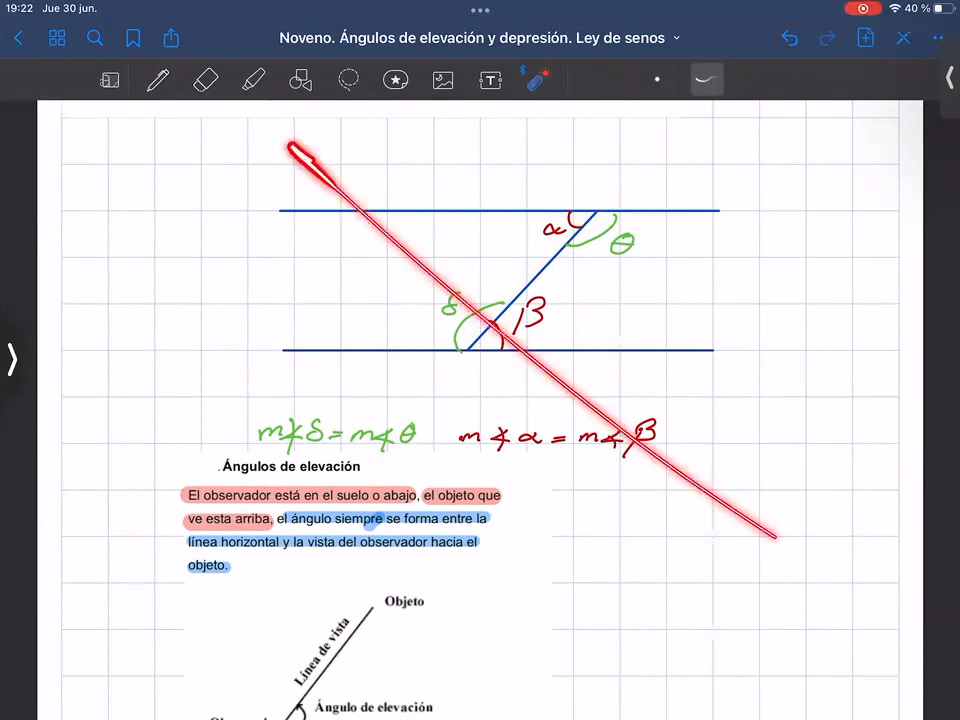 19:22 Jue 30 jun.
40 %
Noveno. Ángulos de elevación y depresión. Ley de senos
α
θ
δ
β
m∡δ = m∡θ m∡α = m∡β
Ángulos de elevación
El observador está en el suelo o abajo, el objeto que
ve esta arriba, el ángulo siempre se forma entre la
línea horizontal y la vista del observador hacia el
objeto.
Objeto
Línea de vista
Ángulo de elevación